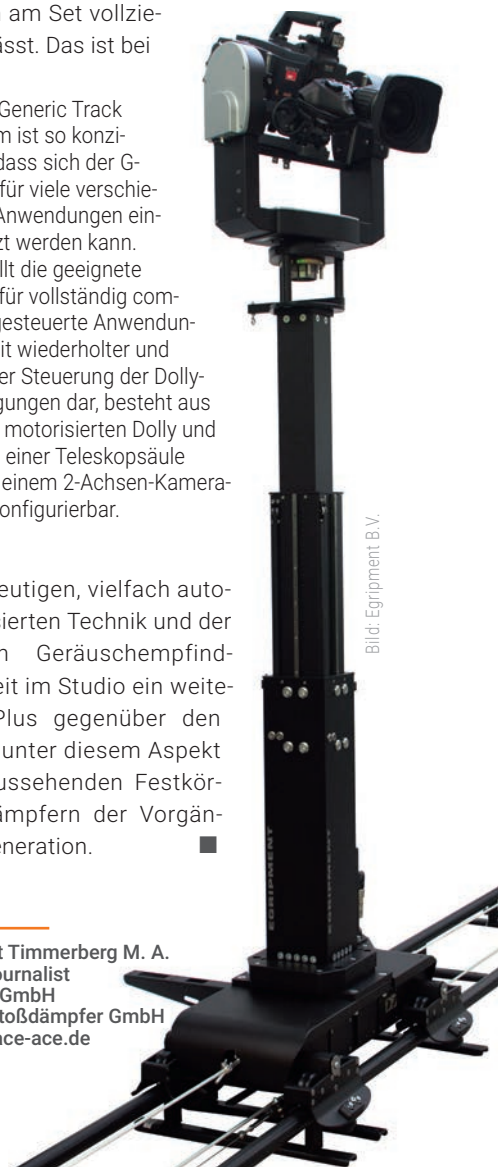 n am Set vollzie-
ässt. Das ist bei
Generic Track
m ist so konzi-
dass sich der G-
für viele verschie-
Anwendungen ein-
zt werden kann.
llt die geeignete
für vollständig com-
gesteuerte Anwendun-
it wiederholter und
er Steuerung der Dolly-
gungen dar, besteht aus
motorisierten Dolly und
einer Teleskopsäule
einem 2-Achsen-Kamera-
onfigurierbar.
Bild: Egripment B.V.
eutigen, vielfach auto-
sierten Technik und der
n Geräuschempfind-
eit im Studio ein weite-
Plus gegenüber den
unter diesem Aspekt
ussehenden Festkör-
ämpfern der Vorgän-
eneration. ■
EGRIPMENT
EGRIPMENT
t Timmerberg M. A.
ournalist
GmbH
toßdämpfer GmbH
ace-ace.de